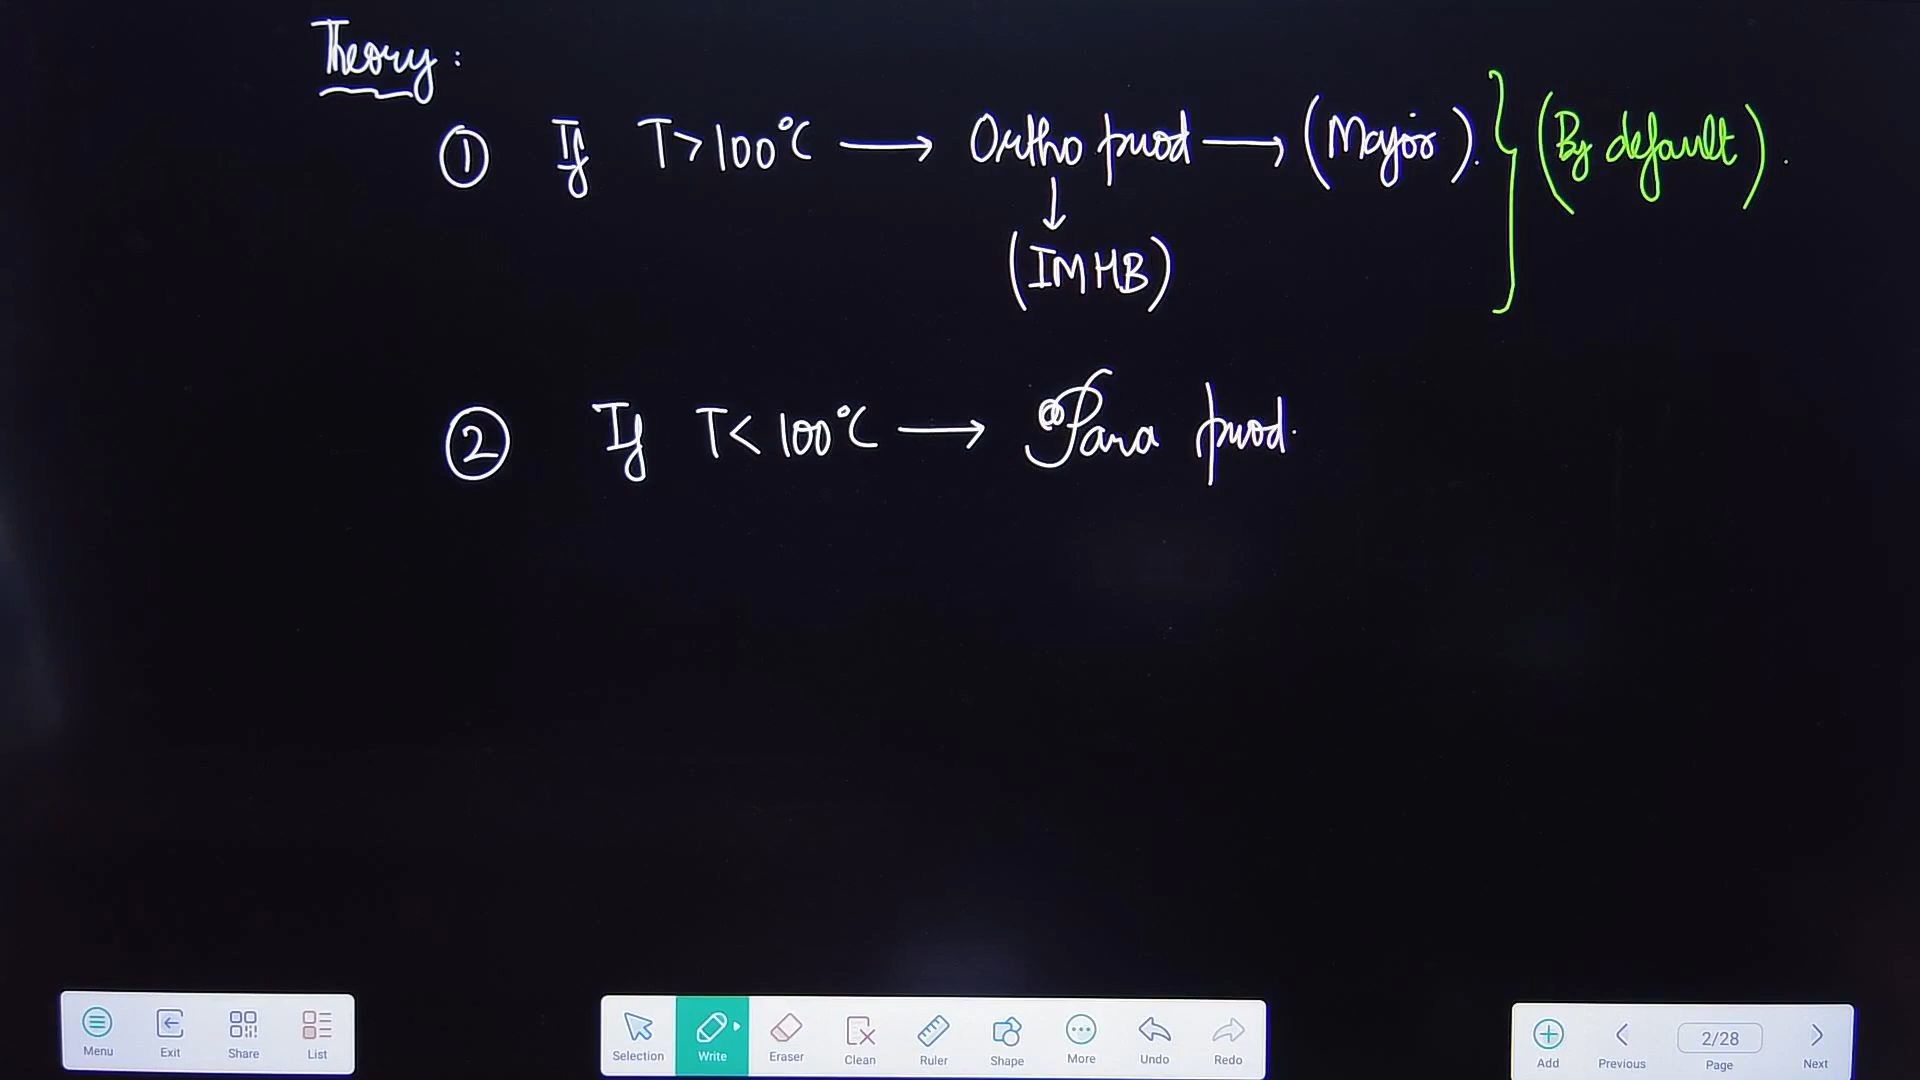 Theory :
① If T > 100°C ⟶ Ortho prod ⟶ (Major). } (By default).
↓
(IMHB)
② If T < 100°C ⟶ Para prod.
Menu Exit Share List
Selection Write Eraser Clean Ruler Shape More Undo Redo
Add Previous 2/28 Page Next